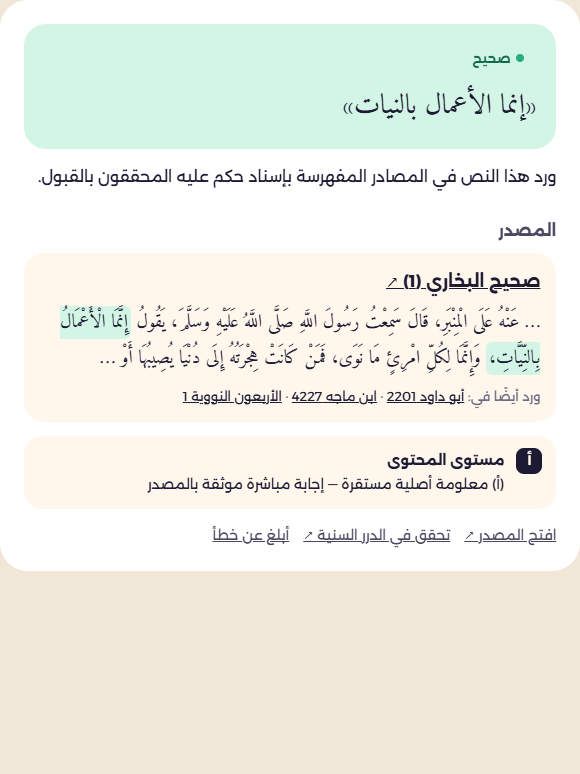 صحيح
«إنما الأعمال بالنيات»
ورد هذا النص في المصادر المفهرسة بإسناد حكم عليه المحققون بالقبول.
المصدر
صحيح البخاري (1) ↗
... عَنْهُ عَلَى الْمِنْبَرِ، قَالَ سَمِعْتُ رَسُولَ اللَّهِ صَلَّى اللَّهُ عَلَيْهِ وَسَلَّمَ، يَقُولُ إِنَّمَا الْأَعْمَالُ
بِالنِّيَّاتِ، وَإِنَّمَا لِكُلِّ امْرِئٍ مَا نَوَى، فَمَنْ كَانَتْ هِجْرَتُهُ إِلَى دُنْيَا يُصِيبُهَا أَوْ ...
ورد أيضًا في: أبو داود 2201 · ابن ماجه 4227 · الأربعون النووية 1
أ
مستوى المحتوى
(أ) معلومة أصلية مستقرة – إجابة مباشرة موثقة بالمصدر
افتح المصدر ↗ تحقق في الدرر السنية ↗ أبلغ عن خطأ